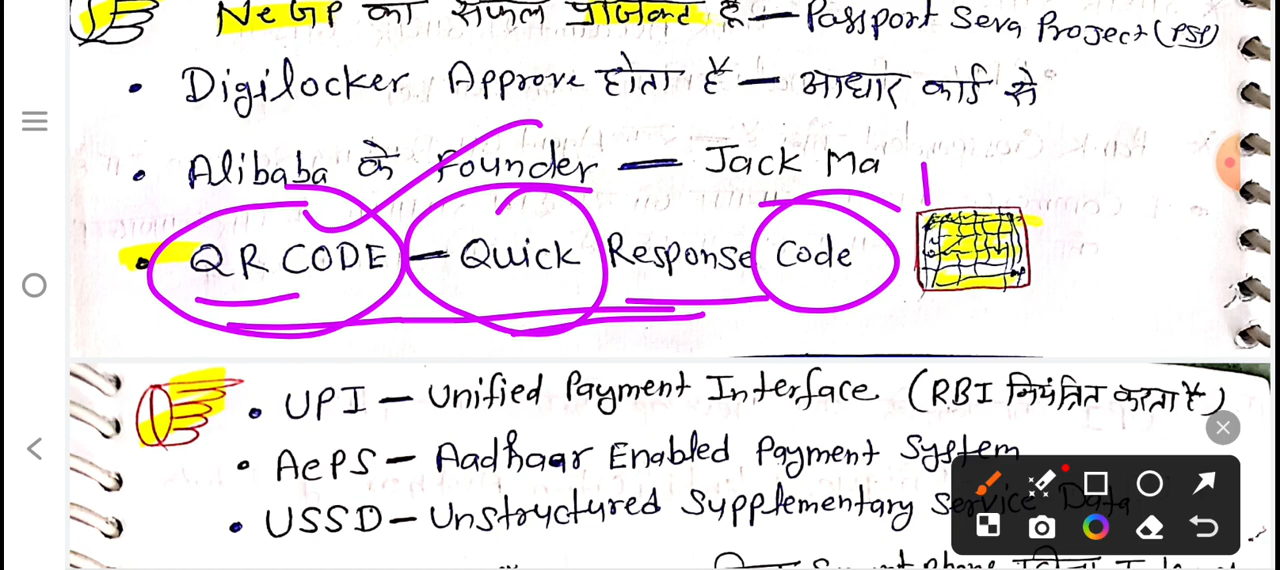 NeGP का सफल प्रोजेक्ट है — Passport Seva Project (PSP)
• Digilocker Approve होता है — आधार कार्ड से
• Alibaba के Founder — Jack Ma
• QR CODE — Quick Response Code
• UPI — Unified Payment Interface (RBI नियंत्रित करता है)
• AePS — Aadhaar Enabled Payment System
• USSD — Unstructured Supplementary Service Data